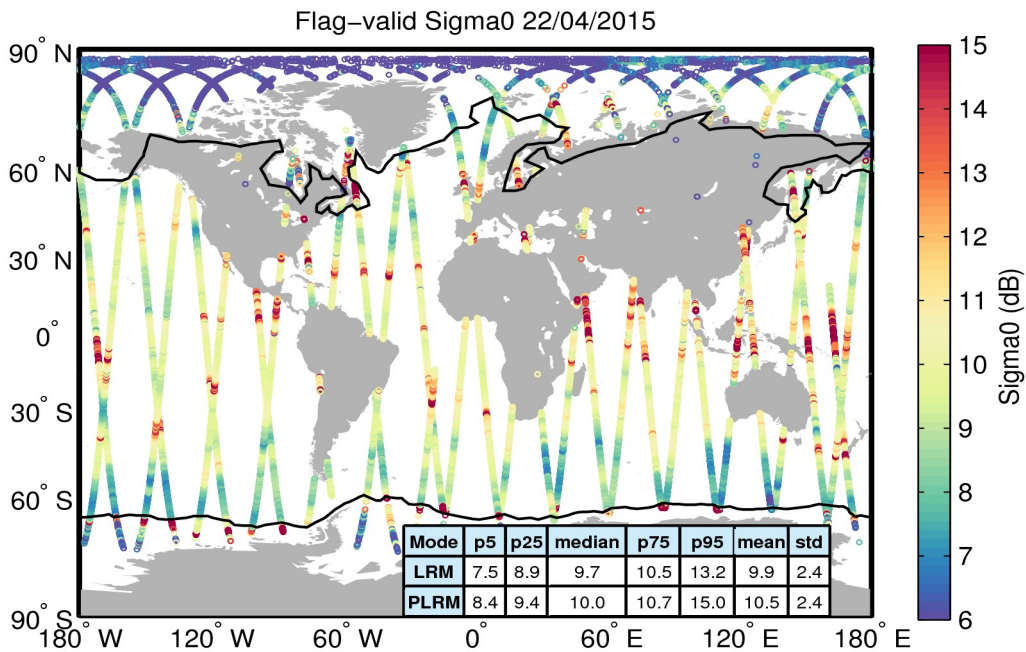 Flag−valid Sigma0 22/04/2015
90° N
60° N
30° N
0°
30° S
60° S
90° S
180° W
120° W
60° W
0°
60° E
120° E
180° E
Mode p5 p25 median p75 p95 mean std
LRM 7.5 8.9 9.7 10.5 13.2 9.9 2.4
PLRM 8.4 9.4 10.0 10.7 15.0 10.5 2.4
15
14
13
12
11
10
9
8
7
6
Sigma0 (dB)